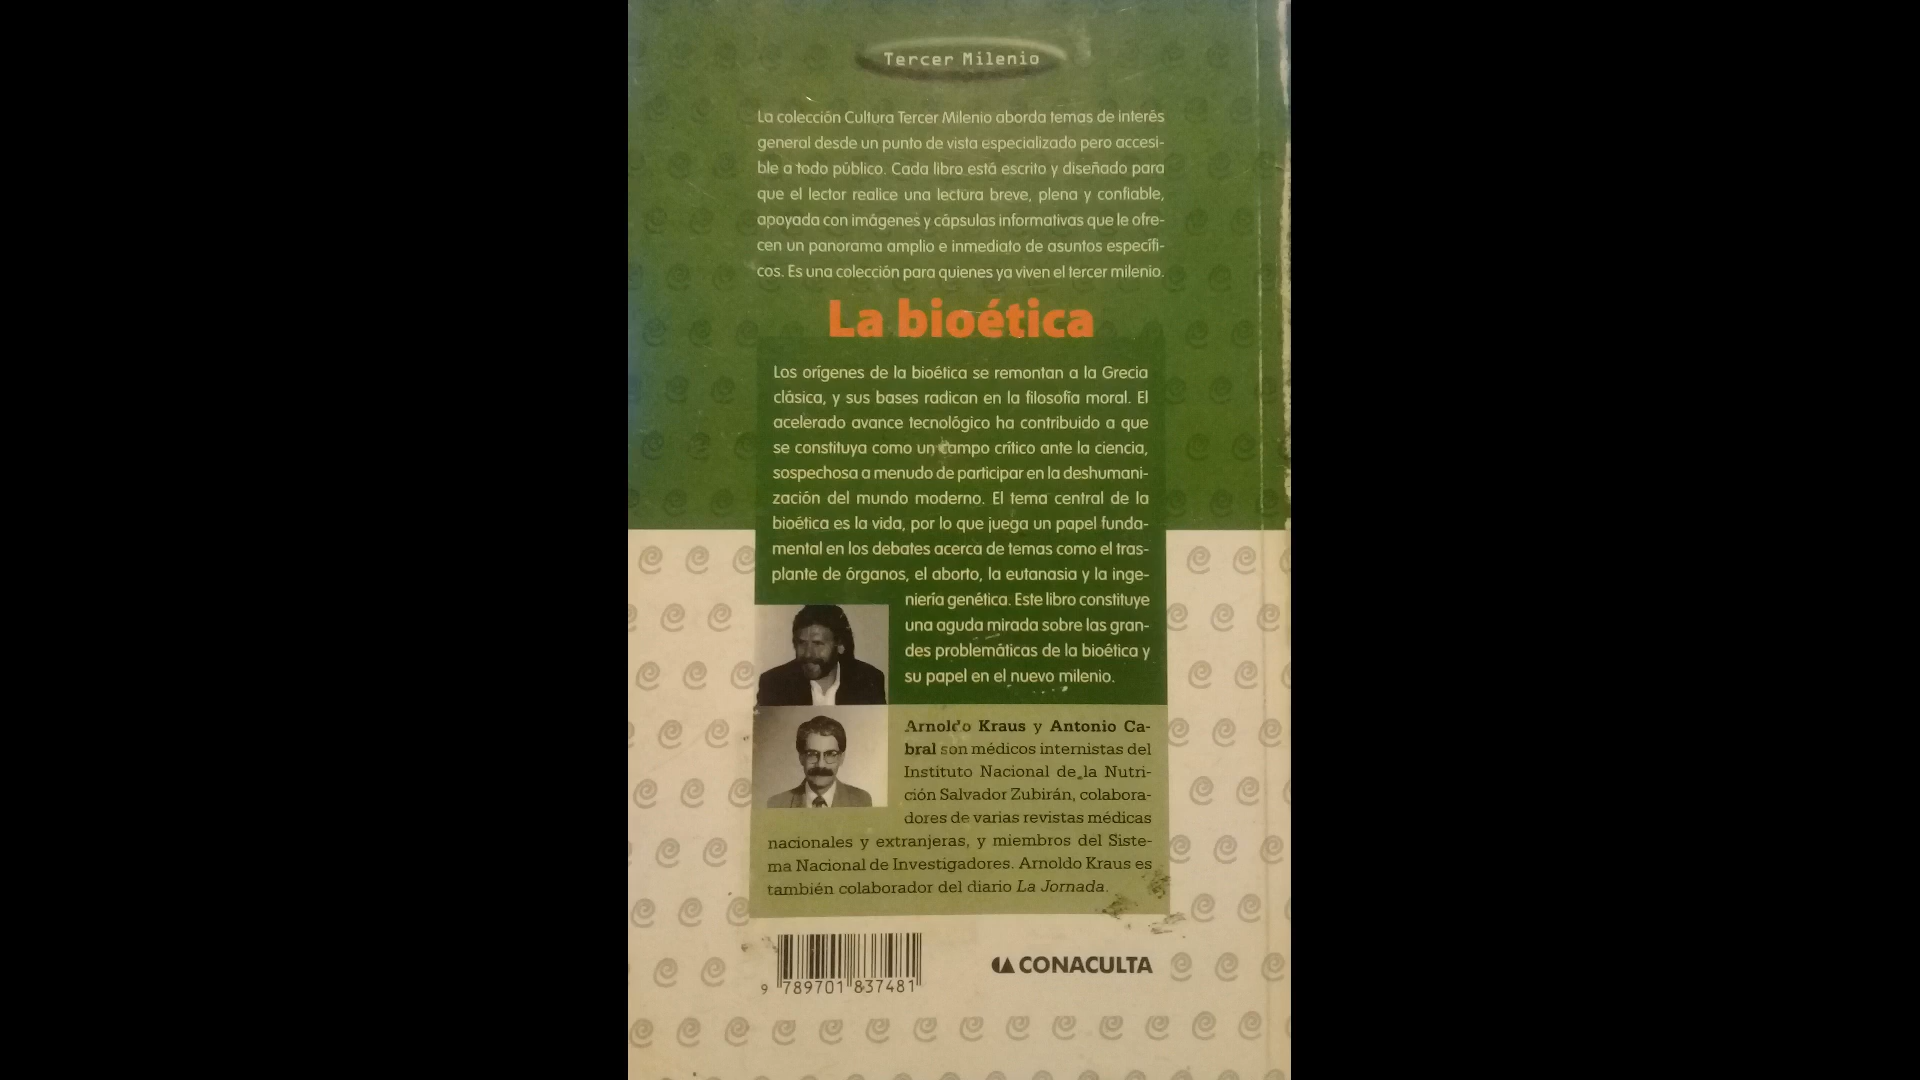 Tercer Milenio
La colección Cultura Tercer Milenio aborda temas de interés
general desde un punto de vista especializado pero accesi-
ble a todo público. Cada libro está escrito y diseñado para
que el lector realice una lectura breve, plena y confiable,
apoyada con imágenes y cápsulas informativas que le ofre-
cen un panorama amplio e inmediato de asuntos específi-
cos. Es una colección para quienes ya viven el tercer milenio.
La bioética
Los orígenes de la bioética se remontan a la Grecia
clásica, y sus bases radican en la filosofía moral. El
acelerado avance tecnológico ha contribuido a que
se constituya como un campo crítico ante la ciencia,
sospechosa a menudo de participar en la deshumani-
zación del mundo moderno. El tema central de la
bioética es la vida, por lo que juega un papel funda-
mental en los debates acerca de temas como el tras-
plante de órganos, el aborto, la eutanasia y la inge-
niería genética. Este libro constituye
una aguda mirada sobre las gran-
des problemáticas de la bioética y
su papel en el nuevo milenio.
Arnoldo Kraus y Antonio Ca-
bral son médicos internistas del
Instituto Nacional de la Nutri-
ción Salvador Zubirán, colabora-
dores de varias revistas médicas
nacionales y extranjeras, y miembros del Siste-
ma Nacional de Investigadores. Arnoldo Kraus es
también colaborador del diario La Jornada.
CONACULTA
9 789701 837481